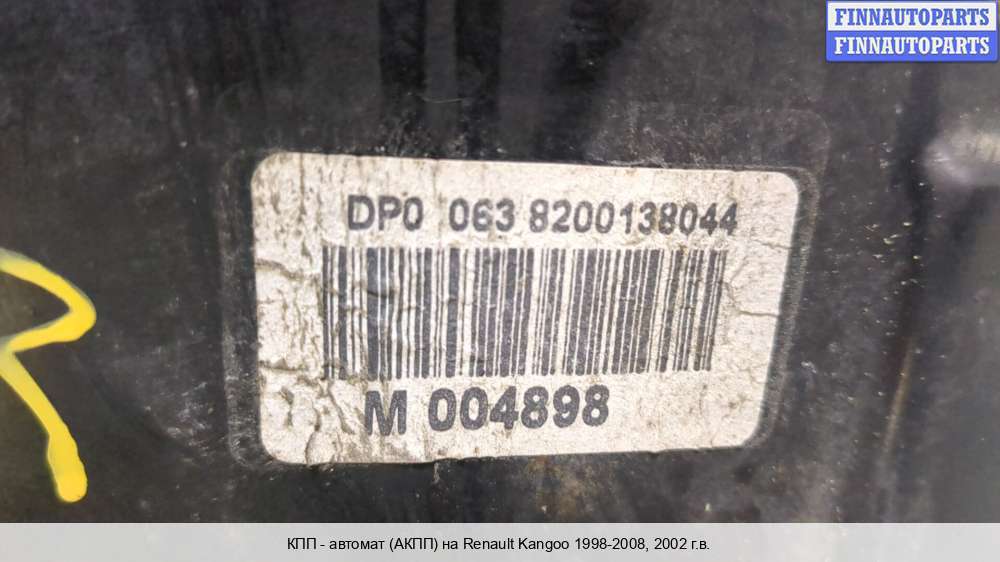 FINNAUTOPARTS
FINNAUTOPARTS
DP0 063 8200138044
M 004898
КПП - автомат (АКПП) на Renault Kangoo 1998-2008, 2002 г.в.